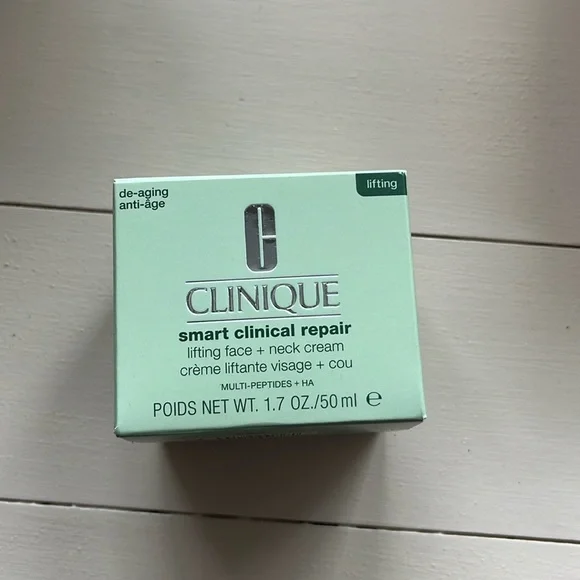 de-aging
anti-âge
lifting
C
CLINIQUE
smart clinical repair
lifting face + neck cream
crème liftante visage + cou
MULTI-PEPTIDES + HA
POIDS NET WT. 1.7 OZ./50 ml ℮